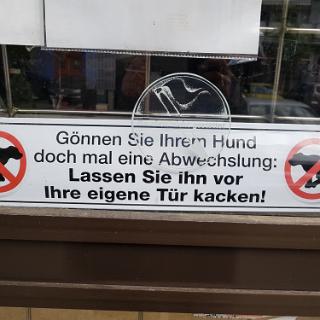 Gönnen Sie Ihrem Hund
doch mal eine Abwechslung:
Lassen Sie ihn vor
Ihre eigene Tür kacken!